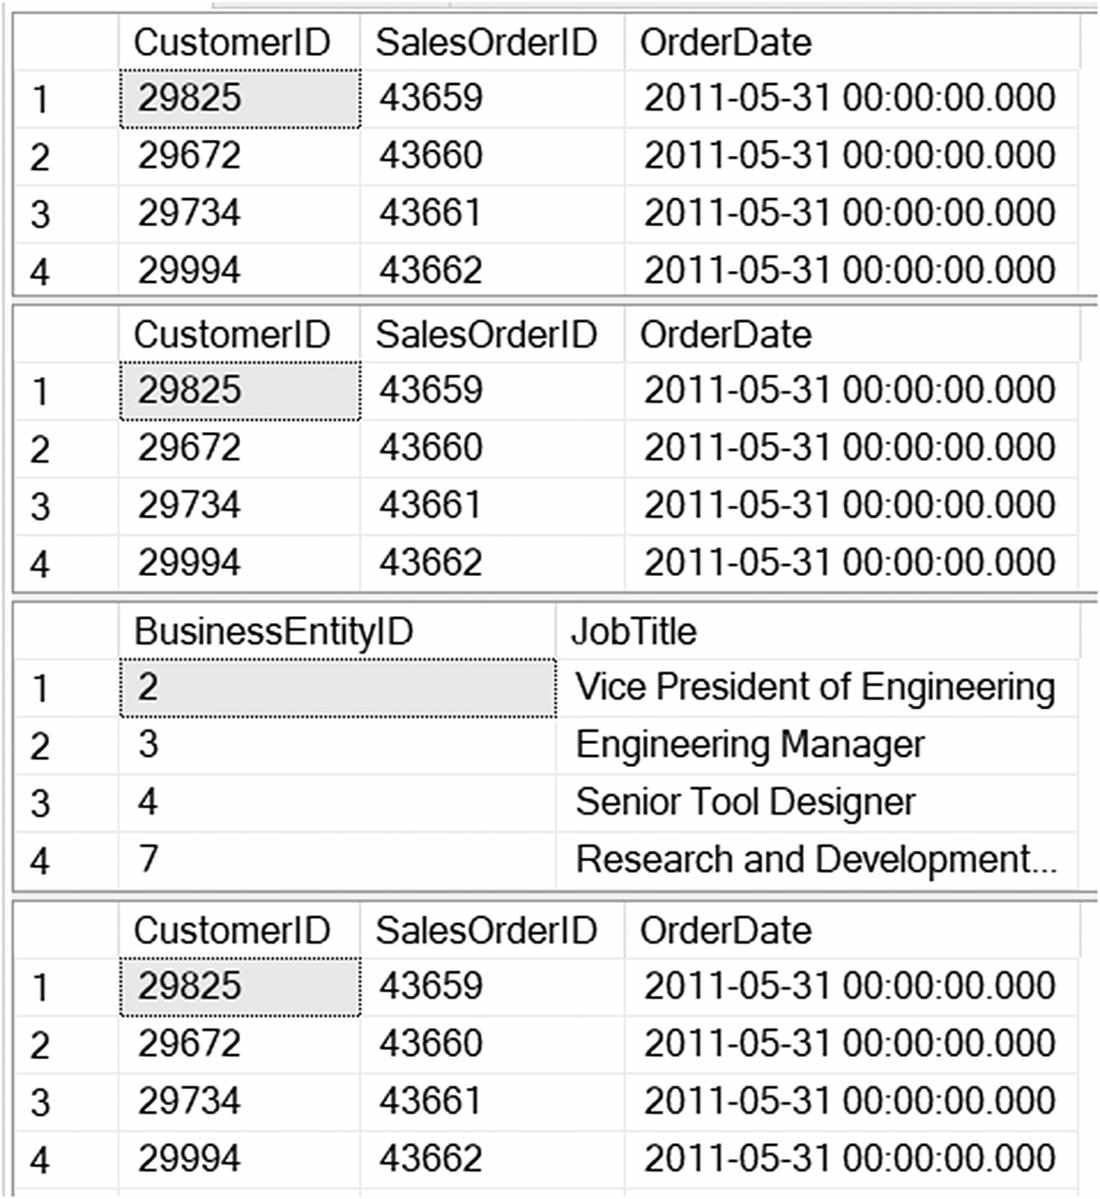 CustomerID SalesOrderID OrderDate
1 29825 43659 2011-05-31 00:00:00.000
2 29672 43660 2011-05-31 00:00:00.000
3 29734 43661 2011-05-31 00:00:00.000
4 29994 43662 2011-05-31 00:00:00.000
CustomerID SalesOrderID OrderDate
1 29825 43659 2011-05-31 00:00:00.000
2 29672 43660 2011-05-31 00:00:00.000
3 29734 43661 2011-05-31 00:00:00.000
4 29994 43662 2011-05-31 00:00:00.000
BusinessEntityID JobTitle
1 2 Vice President of Engineering
2 3 Engineering Manager
3 4 Senior Tool Designer
4 7 Research and Development...
CustomerID SalesOrderID OrderDate
1 29825 43659 2011-05-31 00:00:00.000
2 29672 43660 2011-05-31 00:00:00.000
3 29734 43661 2011-05-31 00:00:00.000
4 29994 43662 2011-05-31 00:00:00.000